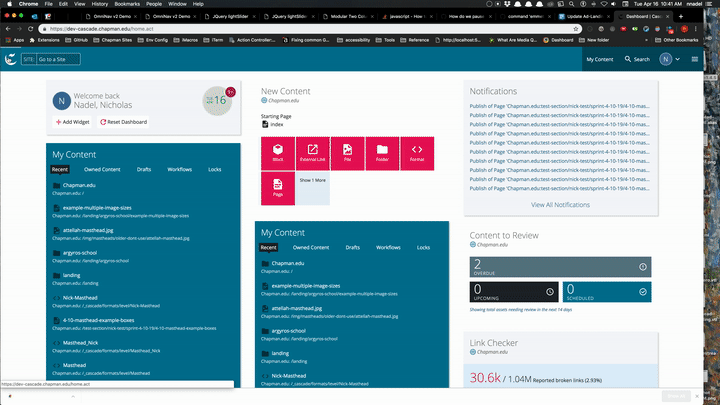 Chrome File Edit View History Bookmarks People Window Help
Tue Apr 16 10:41 AM nnadel
OmniNav v2 Demo
OmniNav v2 Demo
JQuery lightSlider
JQuery lightSlider
Modular Two Co
javascript - How t
How do we pause
command 'emme
Update Ad-Land
Dashboard | Casc
https://dev-cascade.chapman.edu/home.act
Apps Extensions GitHub Chapman Sites Env Config iMacros iTerm Action Controller: Fixing common G accessibility Tools Reference http://localhost:5 What Are Media Q Dashboard New folder Other Bookmarks
SITE: Go to a Site
My Content Search N
N
Welcome back
Nadel, Nicholas
16
Add Widget Reset Dashboard
My Content
Recent Owned Content Drafts Workflows Locks
Chapman.edu
Chapman.edu: /
example-multiple-image-sizes
Chapman.edu: /landing/argyros-school/example-multiple-image-sizes
attellah-masthead.jpg
Chapman.edu: /img/mastheads/older-dont-use/attellah-masthead.jpg
argyros-school
Chapman.edu: /landing/argyros-school
landing
Chapman.edu: /landing
Nick-Masthead
Chapman.edu: /_cascade/formats/level/Nick-Masthead
4-10-masthead-example-boxes
Chapman.edu: /test-section/nick-test/sprint-4-10-19/4-10-masthead-example-boxes
Masthead_Nick
Chapman.edu: /_cascade/formats/level/Masthead_Nick
Masthead
Chapman.edu: /_cascade/formats/level/Masthead
https://dev-cascade.chapman.edu/home.act
New Content
Chapman.edu
Starting Page
index
Block
External Link
File
Folder
Format
Page
Show 1 More
My Content
Recent Owned Content Drafts Workflows Locks
Chapman.edu
Chapman.edu: /
example-multiple-image-sizes
Chapman.edu: /landing/argyros-school/example-multiple-image-sizes
attellah-masthead.jpg
Chapman.edu: /img/mastheads/older-dont-use/attellah-masthead.jpg
argyros-school
Chapman.edu: /landing/argyros-school
landing
Chapman.edu: /landing
Nick-Masthead
Chapman.edu: /_cascade/formats/level/Nick-Masthead
Notifications
Publish of Page 'Chapman.edu:test-section/nick-test/sprint-4-10-19/4-10-mas...
Publish of Page 'Chapman.edu:test-section/nick-test/sprint-4-10-19/4-10-mas...
Publish of Page 'Chapman.edu:test-section/nick-test/sprint-4-10-19/4-10-mas...
Publish of Page 'Chapman.edu:test-section/nick-test/sprint-4-10-19/4-10-mas...
Publish of Page 'Chapman.edu:test-section/nick-test/sprint-4-10-19/4-10-mas...
Publish of Page 'Chapman.edu:test-section/nick-test/sprint-4-10-19/4-10-mas...
Publish of Page 'Chapman.edu:test-section/nick-test/sprint-4-10-19/4-10-mas...
Publish of Page 'Chapman.edu:test-section/nick-test/sprint-4-10-19/4-10-mas...
Publish of Page 'Chapman.edu:test-section/nick-test/sprint-4-10-19/4-10-mas...
Publish of Page 'Chapman.edu:test-section/nick-test/sprint-4-10-19/4-10-mas...
View All Notifications
Content to Review
Chapman.edu
2
OVERDUE
0
UPCOMING
0
SCHEDULED
Showing total assets needing review in the next 14 days
Link Checker
Chapman.edu
30.6k / 1.04M Reported broken links (2.93%)